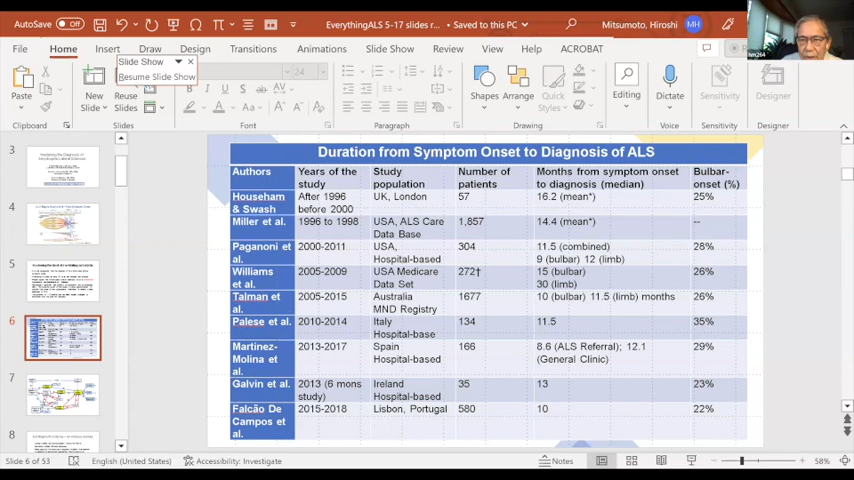 AutoSave Off EverythingALS 5-17 slides r... • Saved to this PC Mitsumoto, Hiroshi MH
File Home Insert Draw Design Transitions Animations Slide Show Review View Help ACROBAT
Slide Show
Resume Slide Show
Paste New Slides Reuse Slides 24 Shapes Arrange Quick Styles Editing Dictate Sensitivity Designer
Clipboard Slides Font Paragraph Drawing Voice Sensitivity Designer
hm264
3
4
5
6
7
8
Duration from Symptom Onset to Diagnosis of ALS
Authors Years of the study Study population Number of patients Months from symptom onset to diagnosis (median) Bulbar-onset (%)
Househam & Swash After 1996 before 2000 UK, London 57 16.2 (mean*) 25%
Miller et al. 1996 to 1998 USA, ALS Care Data Base 1,857 14.4 (mean*) --
Paganoni et al. 2000-2011 USA, Hospital-based 304 11.5 (combined) 9 (bulbar) 12 (limb) 28%
Williams et al. 2005-2009 USA Medicare Data Set 272† 15 (bulbar) 30 (limb) 26%
Talman et al. 2005-2015 Australia MND Registry 1677 10 (bulbar) 11.5 (limb) months 26%
Palese et al. 2010-2014 Italy Hospital-base 134 11.5 35%
Martinez-Molina et al. 2013-2017 Spain Hospital-based 166 8.6 (ALS Referral); 12.1 (General Clinic) 29%
Galvin et al. 2013 (6 mons study) Ireland Hospital-based 35 13 23%
Falcão De Campos et al. 2015-2018 Lisbon, Portugal 580 10 22%
Slide 6 of 53 English (United States) Accessibility: Investigate Notes 58%